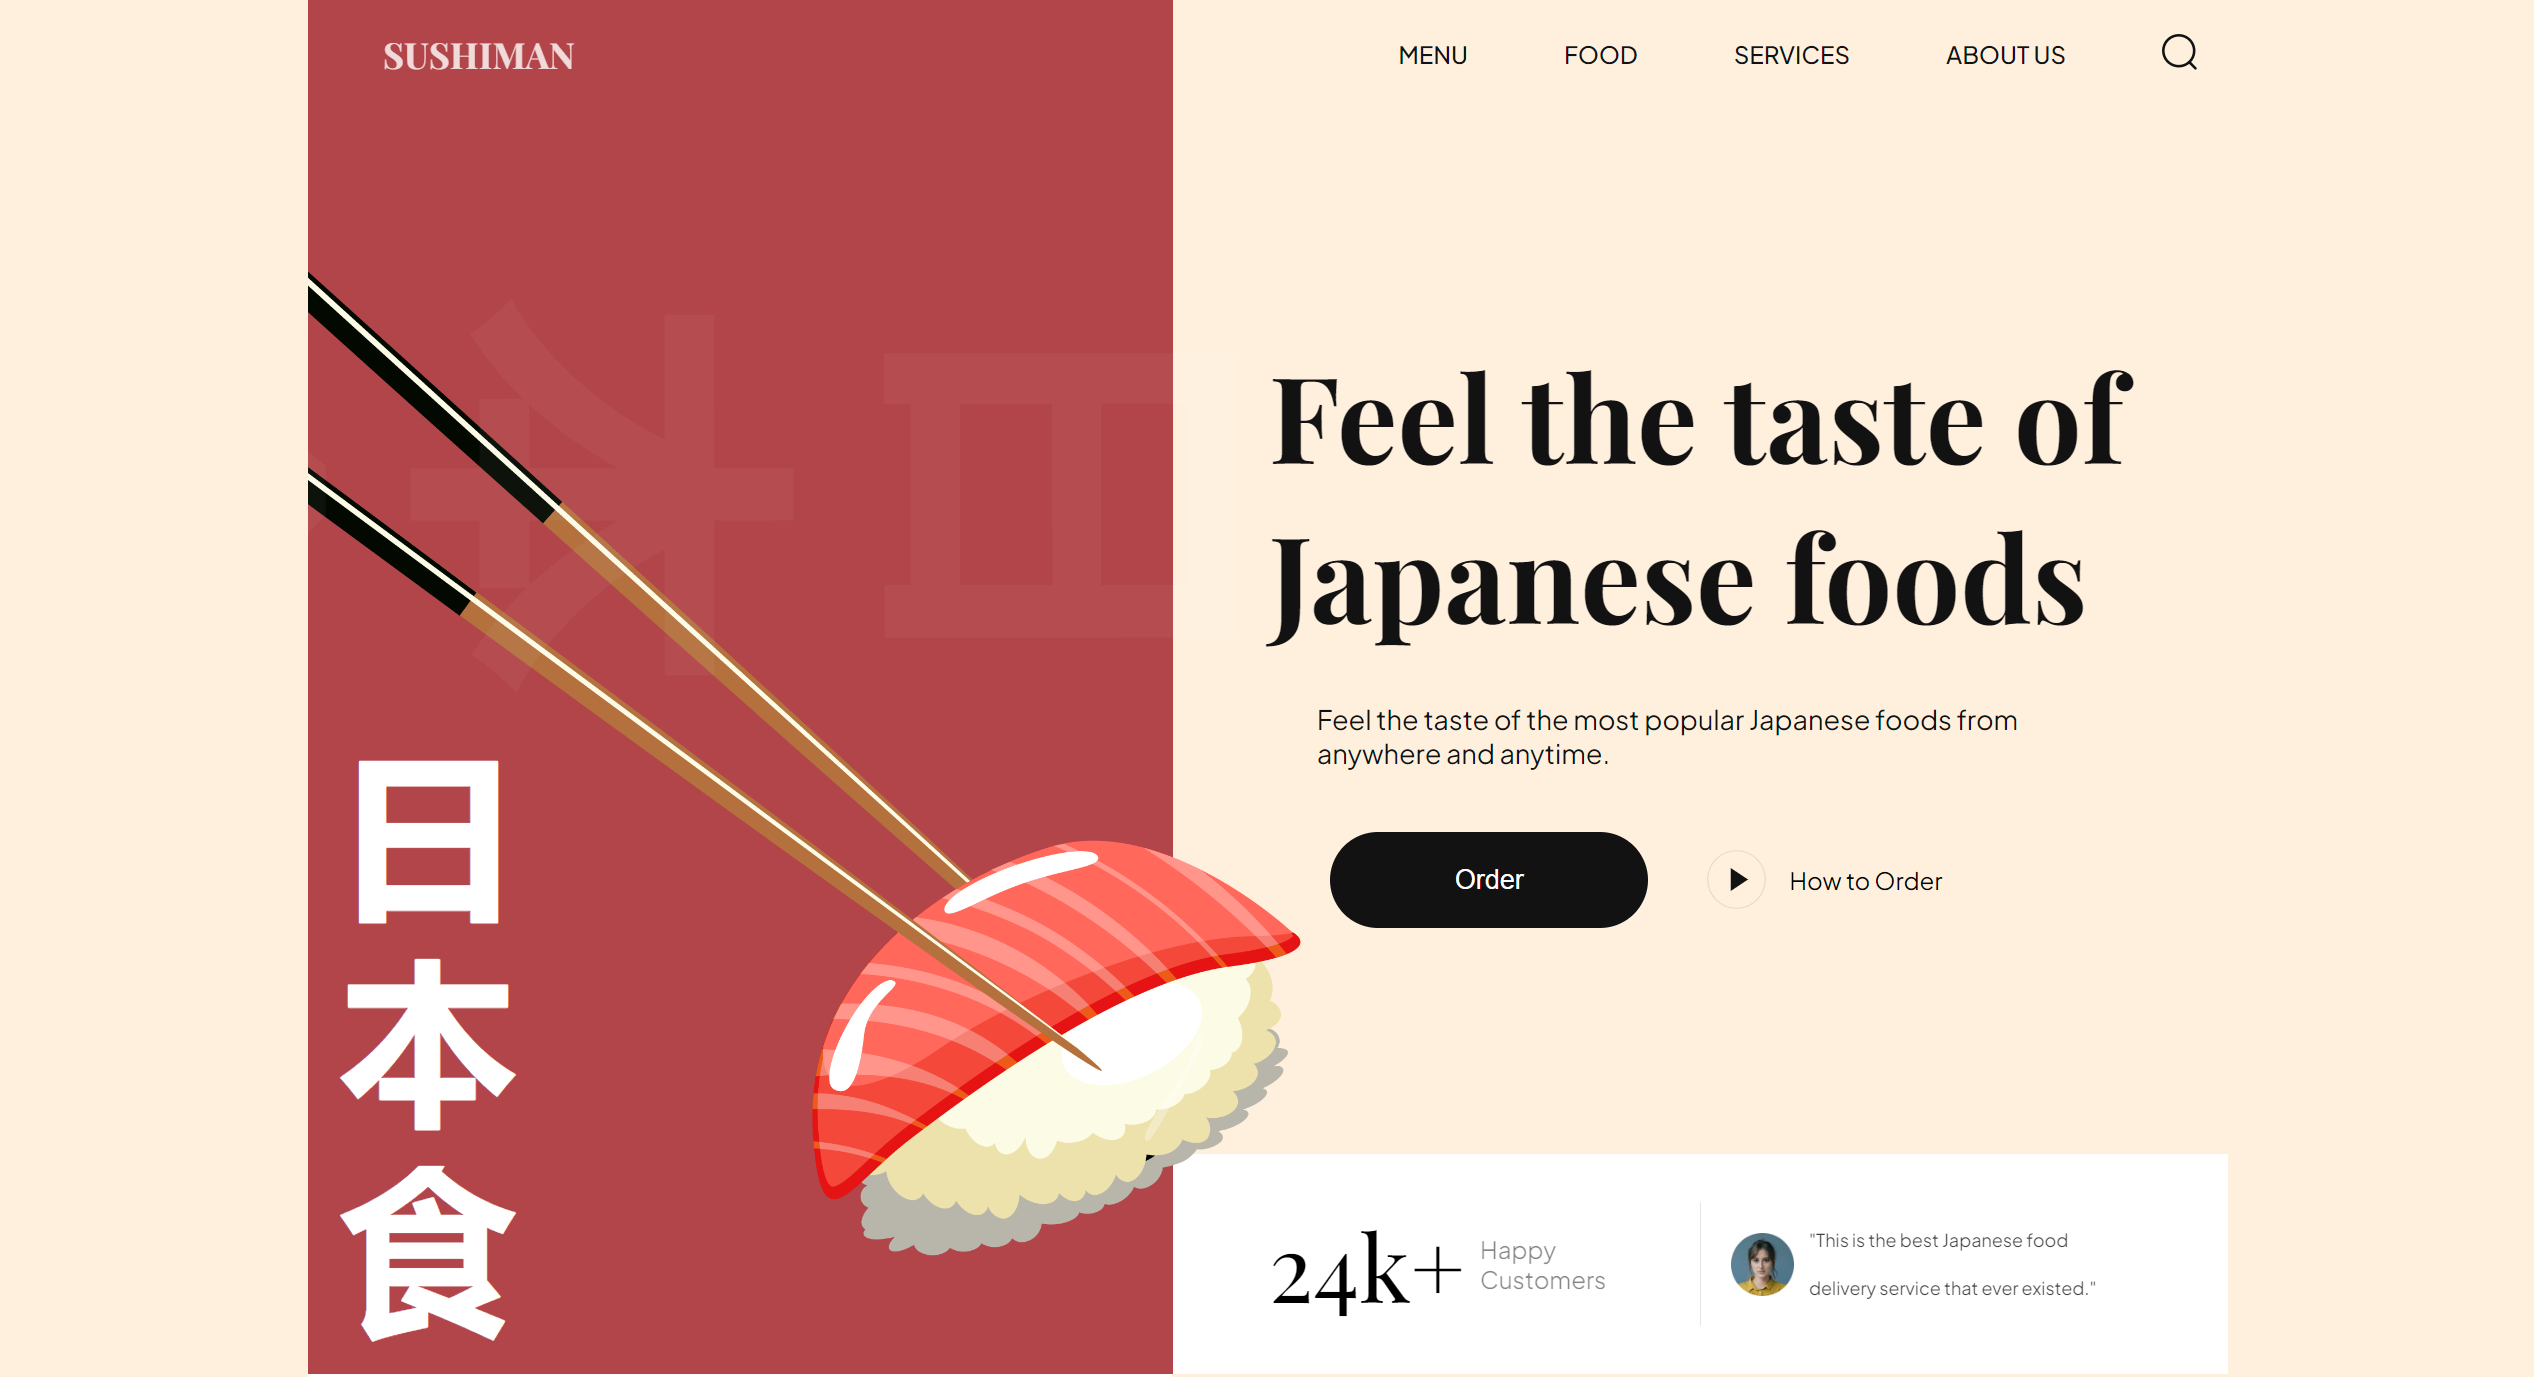 SUSHIMAN
MENU
FOOD
SERVICES
ABOUT US
Feel the taste of
Japanese foods
Feel the taste of the most popular Japanese foods from
anywhere and anytime.
Order
How to Order
日
本
食
24k+
Happy
Customers
"This is the best Japanese food
delivery service that ever existed."